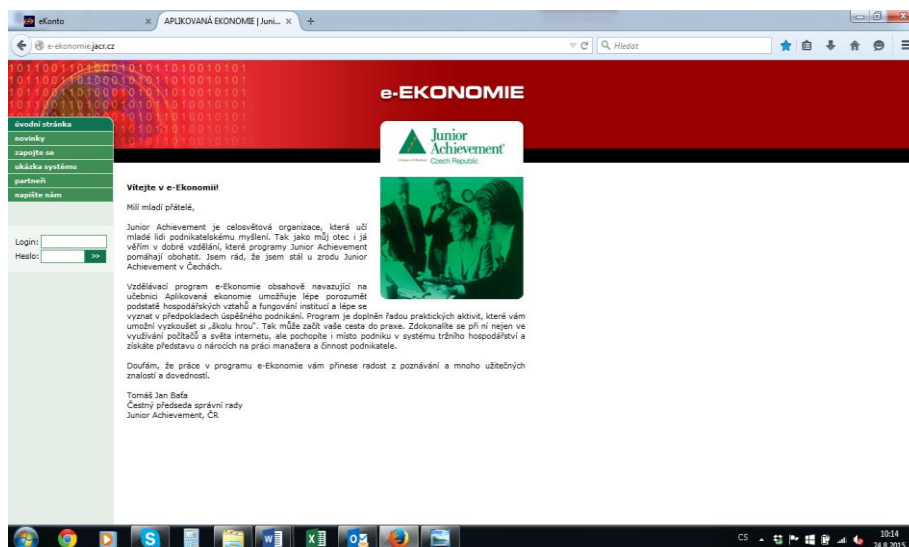 eKonto
APLIKOVANÁ EKONOMIE | Juni...
e-ekonomie.jacr.cz
Hledat
e-EKONOMIE
Junior
Achievement
Czech Republic
úvodní stránka
novinky
zapojte se
ukázka systému
partneři
napište nám
Login:
Heslo:
>>
Vítejte v e-Ekonomii!
Milí mladí přátelé,
Junior Achievement je celosvětová organizace, která učí
mladé lidi podnikatelskému myšlení. Tak jako můj otec i já
věřím v dobré vzdělání, které programy Junior Achievement
pomáhají obohatit. Jsem rád, že jsem stál u zrodu Junior
Achievement v Čechách.
Vzdělávací program e-Ekonomie obsahově navazující na
učebnici Aplikovaná ekonomie umožňuje lépe porozumět
podstatě hospodářských vztahů a fungování institucí a lépe se
vyznat v předpokladech úspěšného podnikání. Program je doplněn řadou praktických aktivit, které vám
umožní vyzkoušet si „školu hrou". Tak může začít vaše cesta do praxe. Zdokonalíte se při ní nejen ve
využívání počítačů a světa internetu, ale pochopíte i místo podniku v systému tržního hospodářství a
získáte představu o nárocích na práci manažera a činnost podnikatele.
Doufám, že práce v programu e-Ekonomie vám přinese radost z poznávání a mnoho užitečných
znalostí a dovedností.
Tomáš Jan Baťa
Čestný předseda správní rady
Junior Achievement, ČR
CS
10:14
24.8.2015